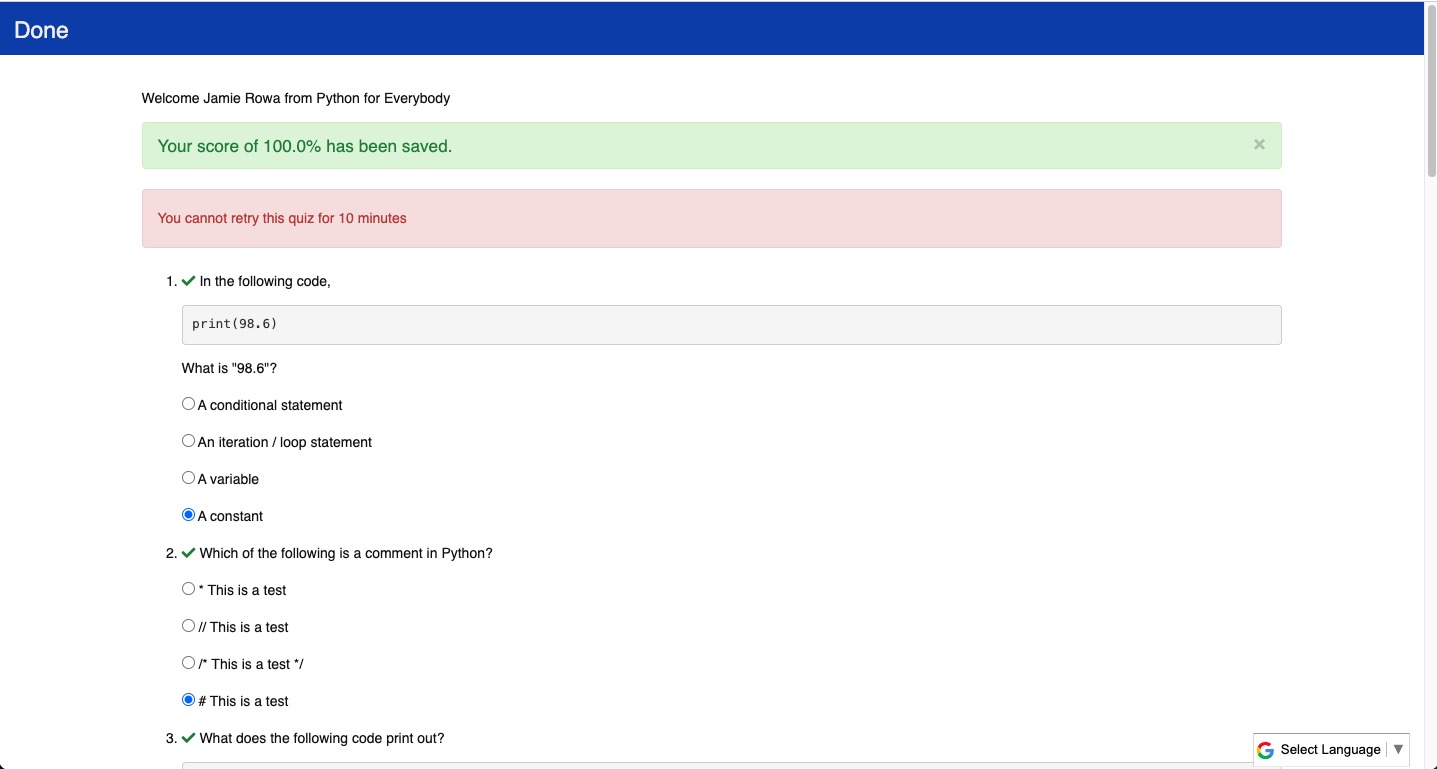 Done
Welcome Jamie Rowa from Python for Everybody
Your score of 100.0% has been saved.
×
You cannot retry this quiz for 10 minutes
1. ✔ In the following code,
print(98.6)
What is "98.6"?
A conditional statement
An iteration / loop statement
A variable
A constant
2. ✔ Which of the following is a comment in Python?
* This is a test
// This is a test
/* This is a test */
# This is a test
3. ✔ What does the following code print out?
G Select Language ▼